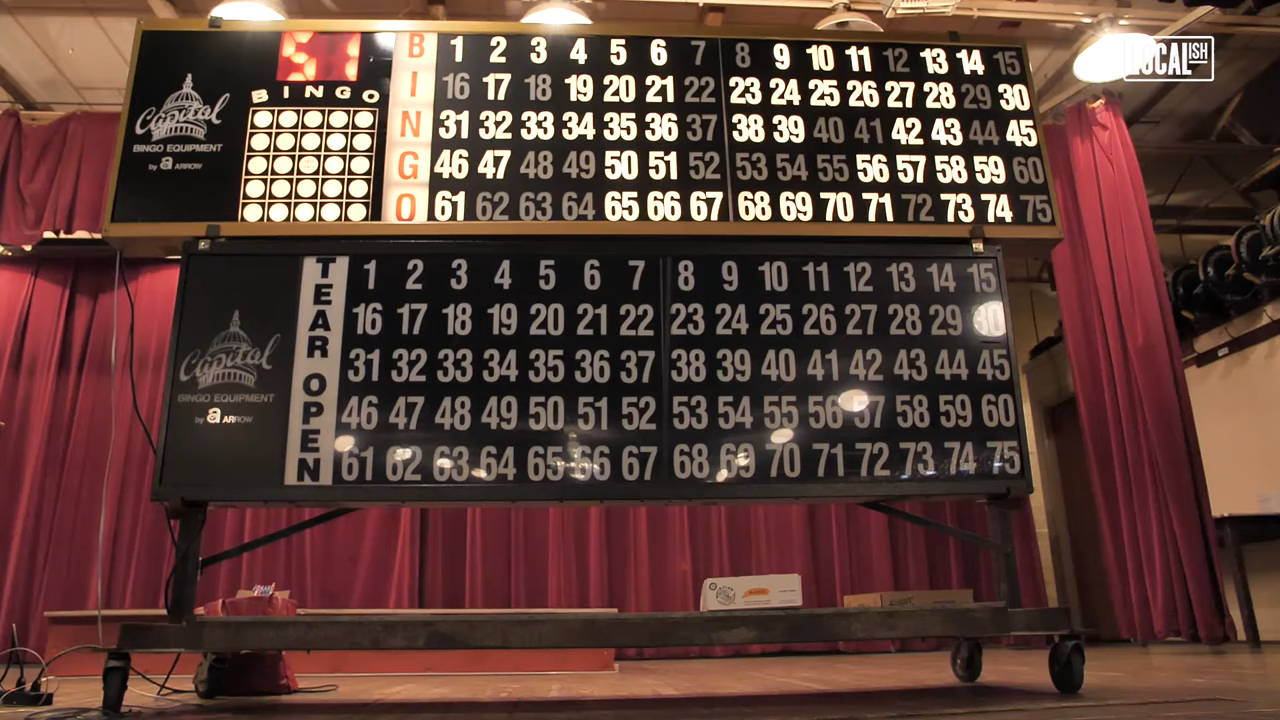 LOCALISH
51
BINGO
Capitol
BINGO EQUIPMENT
by a ARROW
B 1 2 3 4 5 6 7 8 9 10 11 12 13 14 15
I 16 17 18 19 20 21 22 23 24 25 26 27 28 29 30
N 31 32 33 34 35 36 37 38 39 40 41 42 43 44 45
G 46 47 48 49 50 51 52 53 54 55 56 57 58 59 60
O 61 62 63 64 65 66 67 68 69 70 71 72 73 74 75
Capitol
BINGO EQUIPMENT
by a ARROW
TEAR OPEN
1 2 3 4 5 6 7 8 9 10 11 12 13 14 15
16 17 18 19 20 21 22 23 24 25 26 27 28 29 30
31 32 33 34 35 36 37 38 39 40 41 42 43 44 45
46 47 48 49 50 51 52 53 54 55 56 57 58 59 60
61 62 63 64 65 66 67 68 69 70 71 72 73 74 75